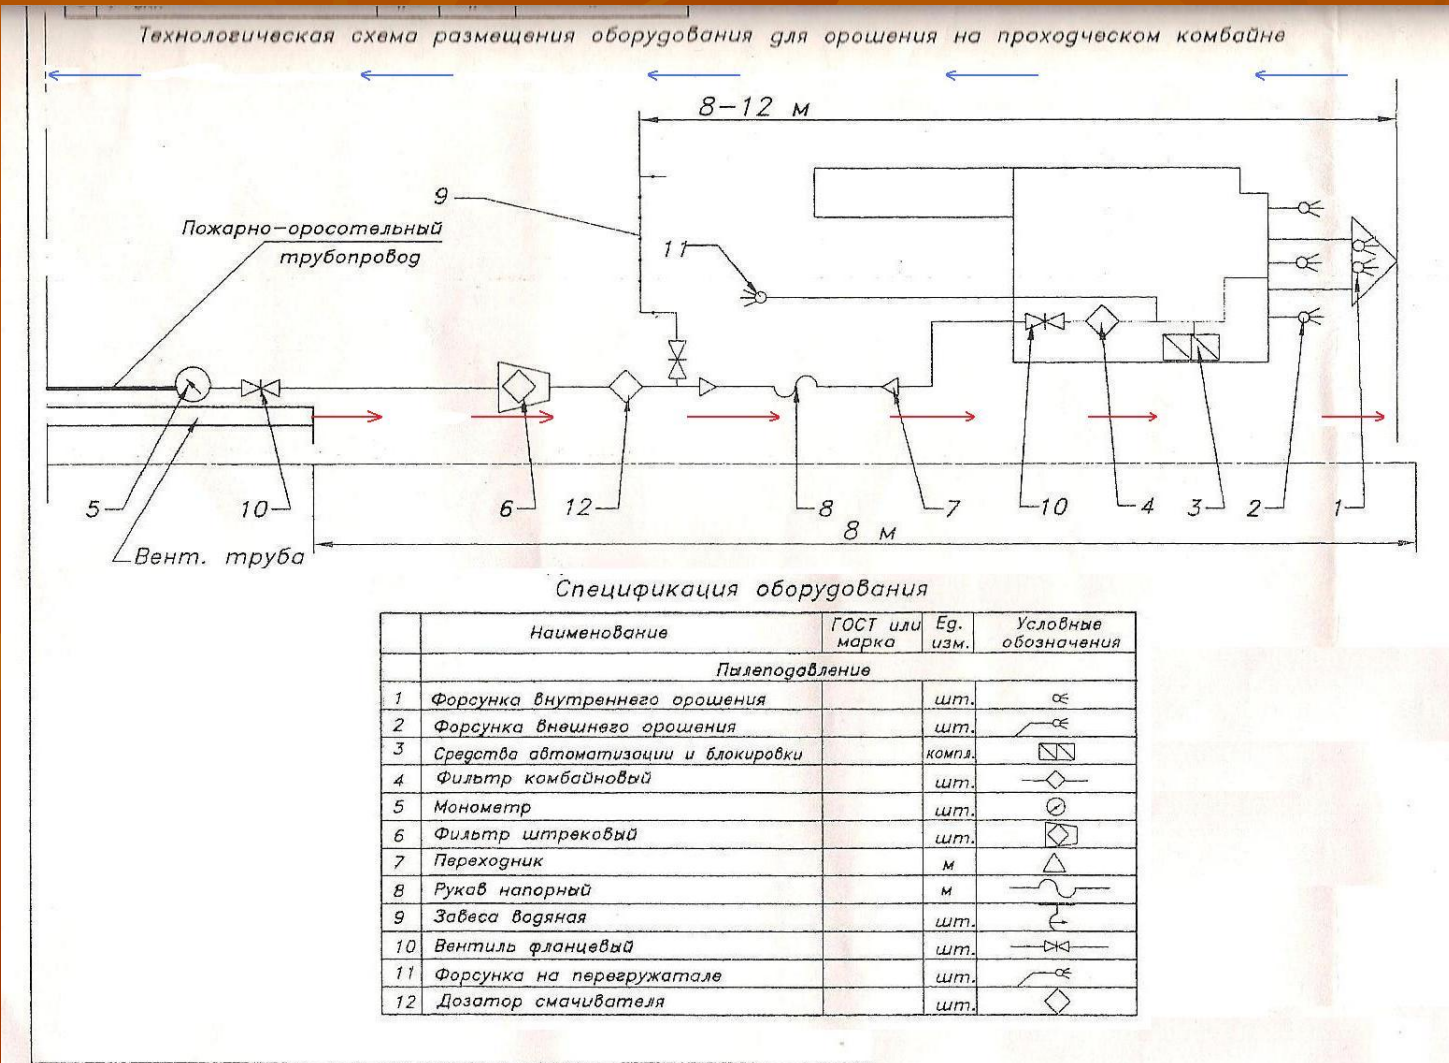 Технологическая схема размещения оборудования для орошения на проходческом комбайне
8-12 м
9
Пожарно-оросотельный
трубопровод
11
5
10
6
12
8
7
10
4
3
2
1
Вент. труба
8 м
Спецификация оборудования
Наименование ГОСТ или марка Ед. изм. Условные обозначения
Пылеподовление
1 Форсунка внутреннего орошения шт.
2 Форсунка внешнего орошения шт.
3 Средства автоматизации и блокировки компл.
4 Фильтр комбайновый шт.
5 Монометр шт.
6 Фильтр штрековый шт.
7 Переходник м
8 Рукав напорный м
9 Завеса водяная шт.
10 Вентиль фланцевый шт.
11 Форсунка на перегружатале шт.
12 Дозатор смачивателя шт.